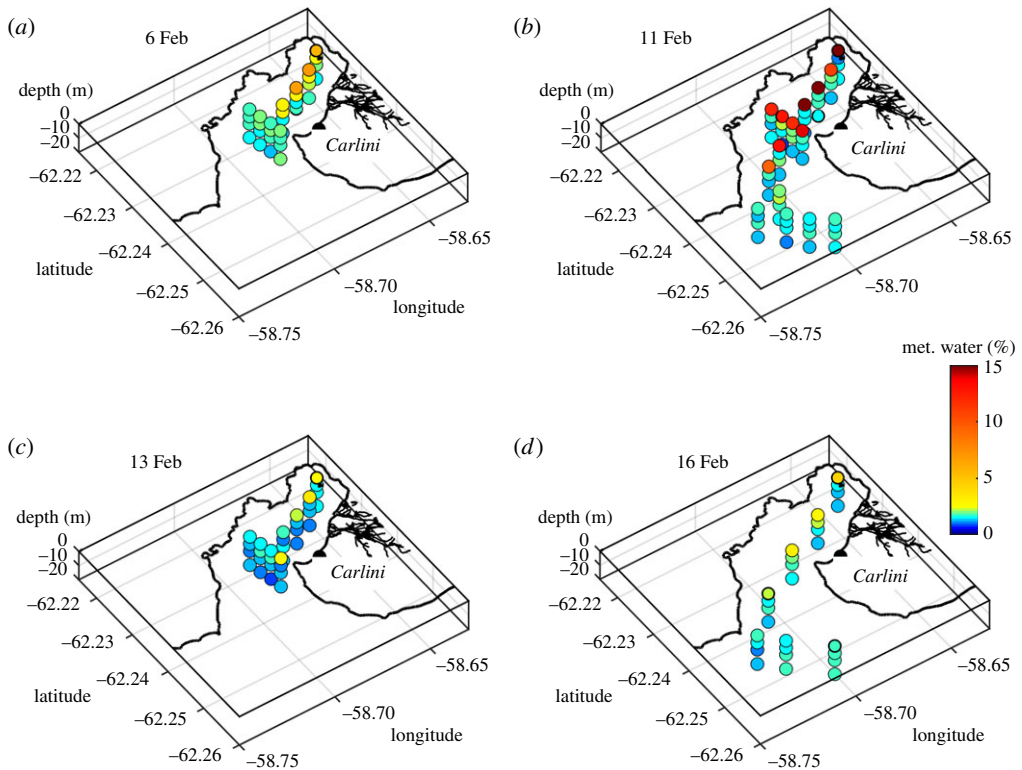 (a)
6 Feb
depth (m)
0
−10
−20
−62.22
−62.23
−62.24
−62.25
−62.26
latitude
Carlini
−58.65
−58.70
−58.75
longitude
(b)
11 Feb
depth (m)
0
−10
−20
−62.22
−62.23
−62.24
−62.25
−62.26
latitude
Carlini
−58.65
−58.70
−58.75
longitude
met. water (%)
15
10
5
0
(c)
13 Feb
depth (m)
0
−10
−20
−62.22
−62.23
−62.24
−62.25
−62.26
latitude
Carlini
−58.65
−58.70
−58.75
longitude
(d)
16 Feb
depth (m)
0
−10
−20
−62.22
−62.23
−62.24
−62.25
−62.26
latitude
Carlini
−58.65
−58.70
−58.75
longitude